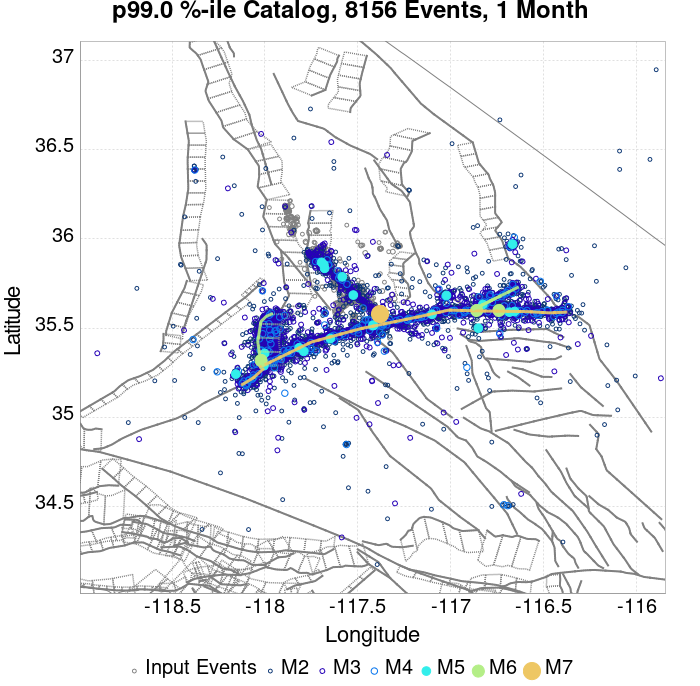 p99.0 %-ile Catalog, 8156 Events, 1 Month
37
36.5
36
35.5
35
34.5
Latitude
-118.5 -118 -117.5 -117 -116.5 -116
Longitude
Input Events M2 M3 M4 M5 M6 M7